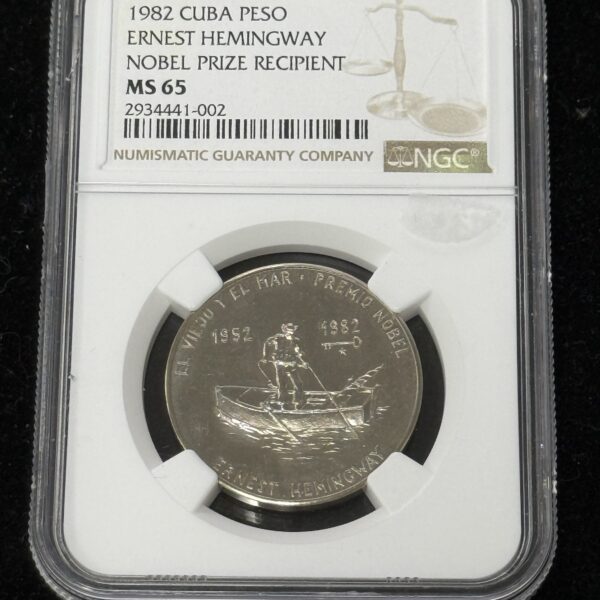 1982 CUBA PESO
ERNEST HEMINGWAY
NOBEL PRIZE RECIPIENT
MS 65
2934441-002
NUMISMATIC GUARANTY COMPANY
NGC®
EL VIEJO Y EL MAR · PREMIO NOBEL
1952 1982
ERNEST HEMINGWAY